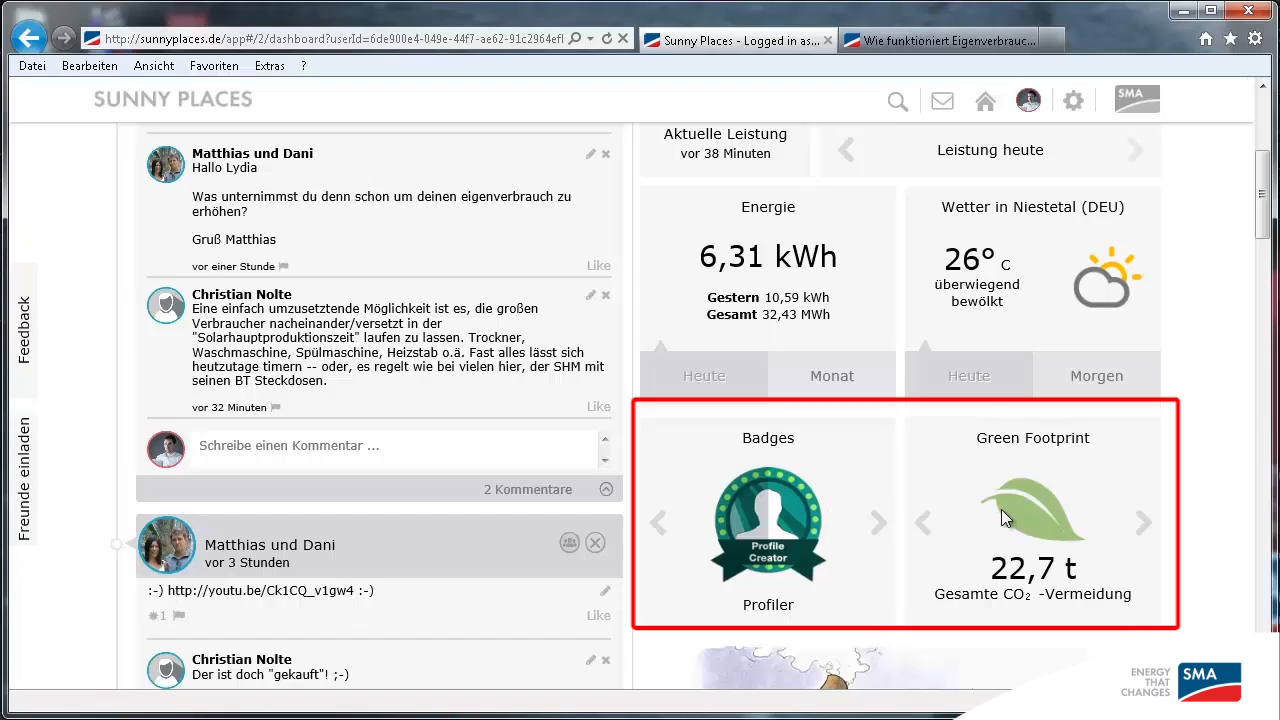 http://sunnyplaces.de/app#/2/dashboard?userId=6de900e4-049e-44f7-ae62-91c2964efl
Sunny Places - Logged in as...
Wie funktioniert Eigenverbrauc...
Datei Bearbeiten Ansicht Favoriten Extras ?
SUNNY PLACES
SMA
Feedback
Freunde einladen
Matthias und Dani
Hallo Lydia
Was unternimmst du denn schon um deinen eigenverbrauch zu
erhöhen?
Gruß Matthias
vor einer Stunde
Like
Christian Nolte
Eine einfach umzusetztende Möglichkeit ist es, die großen
Verbraucher nacheinander/versetzt in der
"Solarhauptproduktionszeit" laufen zu lassen. Trockner,
Waschmaschine, Spülmaschine, Heizstab o.ä. Fast alles lässt sich
heutzutage timern -- oder, es regelt wie bei vielen hier, der SHM mit
seinen BT Steckdosen.
vor 32 Minuten
Like
Schreibe einen Kommentar ...
2 Kommentare
Matthias und Dani
vor 3 Stunden
:-) http://youtu.be/Ck1CQ_v1gw4 :-)
1
Like
Christian Nolte
Der ist doch "gekauft"! ;-)
Aktuelle Leistung
vor 38 Minuten
Leistung heute
Energie
6,31 kWh
Gestern 10,59 kWh
Gesamt 32,43 MWh
Heute
Monat
Wetter in Niestetal (DEU)
26° C
überwiegend
bewölkt
Heute
Morgen
Badges
Profile
Creator
Profiler
Green Footprint
22,7 t
Gesamte CO₂ -Vermeidung
ENERGY
THAT
CHANGES
SMA